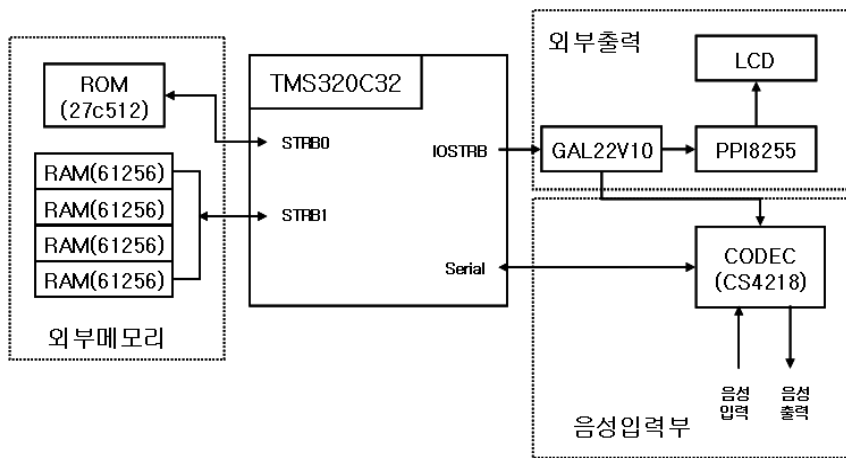 ROM
(27c512)
RAM(61256)
RAM(61256)
RAM(61256)
RAM(61256)
외부메모리
TMS320C32
STRB0
STRB1
IOSTRB
Serial
외부출력
LCD
GAL22V10
PPI8255
CODEC
(CS4218)
음성
입력
음성
출력
음성입력부